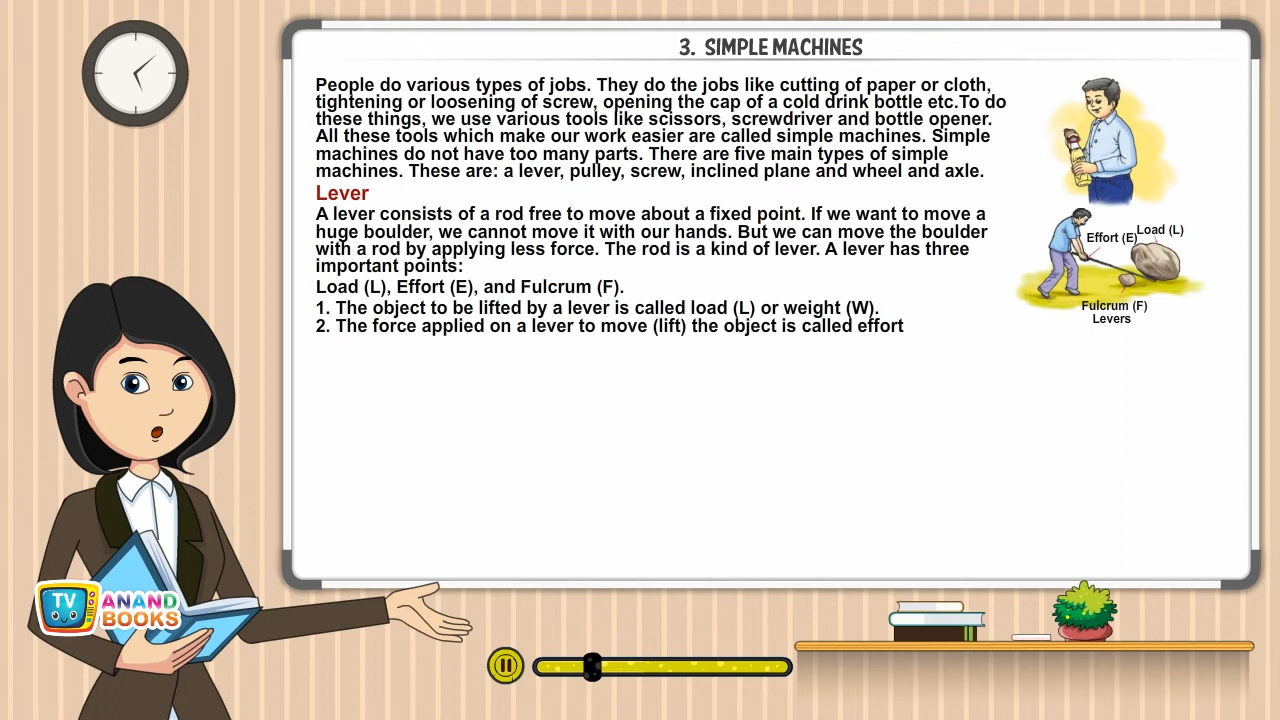 3. SIMPLE MACHINES
People do various types of jobs. They do the jobs like cutting of paper or cloth,
tightening or loosening of screw, opening the cap of a cold drink bottle etc.To do
these things, we use various tools like scissors, screwdriver and bottle opener.
All these tools which make our work easier are called simple machines. Simple
machines do not have too many parts. There are five main types of simple
machines. These are: a lever, pulley, screw, inclined plane and wheel and axle.
Lever
A lever consists of a rod free to move about a fixed point. If we want to move a
huge boulder, we cannot move it with our hands. But we can move the boulder
with a rod by applying less force. The rod is a kind of lever. A lever has three
important points:
Load (L), Effort (E), and Fulcrum (F).
1. The object to be lifted by a lever is called load (L) or weight (W).
2. The force applied on a lever to move (lift) the object is called effort
Load (L)
Effort (E)
Fulcrum (F)
Levers
TV
ANAND
BOOKS